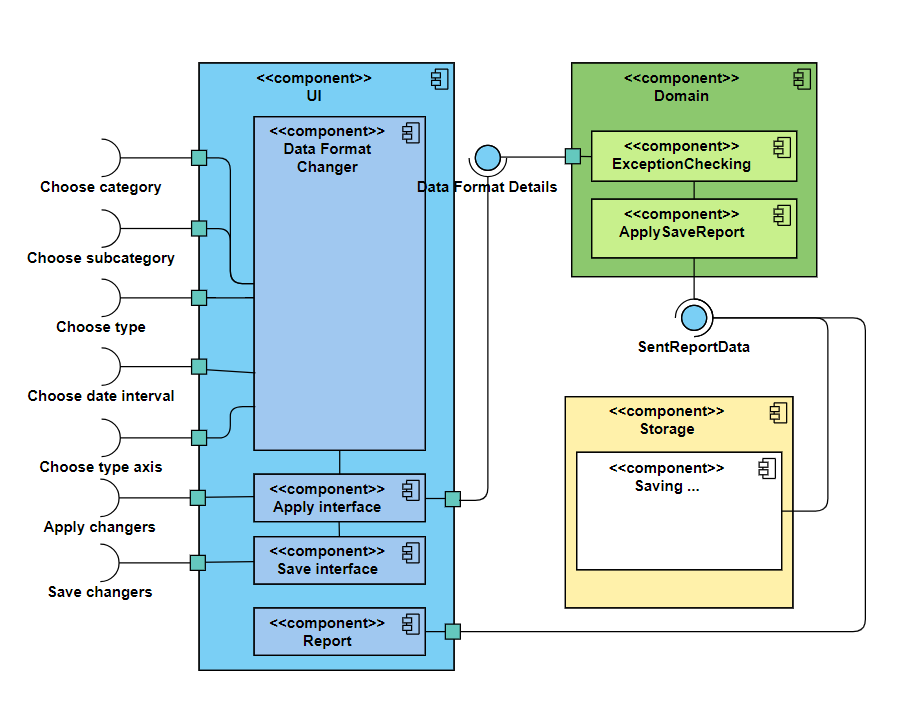 <<component>>
UI
<<component>>
Data Format
Changer
Choose category
Choose subcategory
Choose type
Choose date interval
Choose type axis
Apply changers
Save changers
<<component>>
Apply interface
<<component>>
Save interface
<<component>>
Report
Data Format Details
<<component>>
Domain
<<component>>
ExceptionChecking
<<component>>
ApplySaveReport
SentReportData
<<component>>
Storage
<<component>>
Saving ...